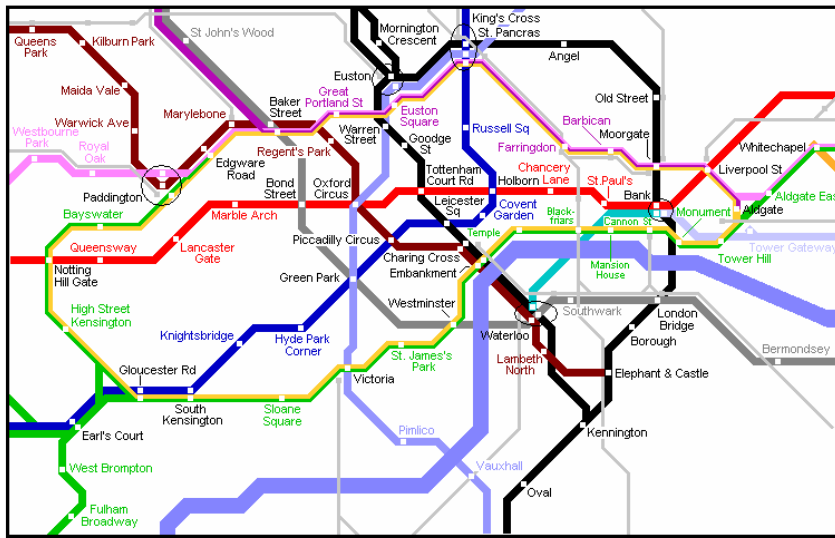 King's Cross
St. Pancras
Mornington
Crescent
St John's Wood
Queens
Park
Kilburn Park
Angel
Euston
Maida Vale
Baker
Street
Great
Portland St
Old Street
Marylebone
Euston
Square
Barbican
Warwick Ave
Warren
Street
Goodge
St
Russell Sq
Moorgate
Westbourne
Park
Royal
Oak
Regent's Park
Farringdon
Whitechapel
Edgware
Road
Tottenham
Court Rd
Holborn
Chancery
Lane
Liverpool St
Paddington
Bond
Street
Oxford
Circus
St.Paul's
Bank
Aldgate East
Leicester
Sq
Covent
Garden
Bayswater
Marble Arch
Black-
friars
Cannon St
Monument
Aldgate
Temple
Queensway
Lancaster
Gate
Piccadilly Circus
Tower Gateway
Notting
Hill Gate
Charing Cross
Embankment
Mansion
House
Tower Hill
Green Park
High Street
Kensington
Westminster
Southwark
London
Bridge
Knightsbridge
Hyde Park
Corner
Waterloo
Borough
Bermondsey
Gloucester Rd
St. James's
Park
Lambeth
North
Elephant & Castle
Victoria
South
Kensington
Sloane
Square
Earl's Court
Pimlico
Kennington
West Brompton
Vauxhall
Oval
Fulham
Broadway